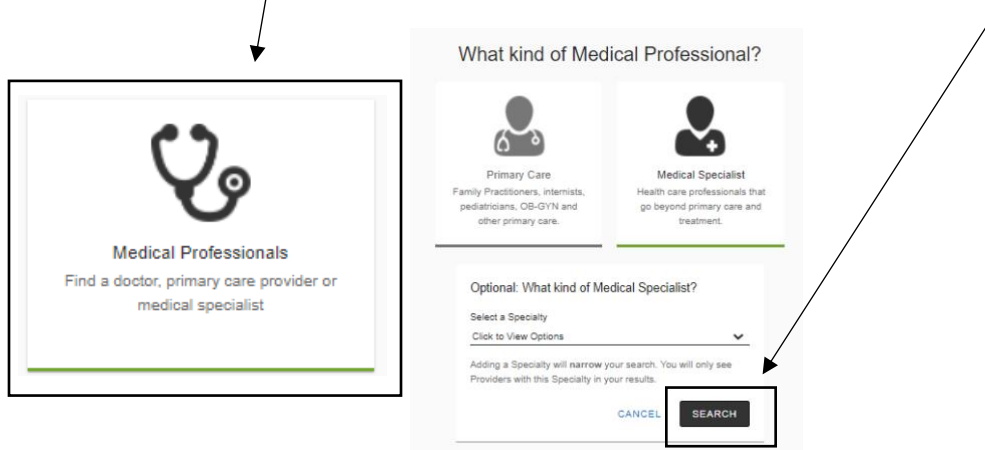 Medical Professionals
Find a doctor, primary care provider or
medical specialist
What kind of Medical Professional?
Primary Care
Family Practitioners, internists,
pediatricians, OB-GYN and
other primary care.
Medical Specialist
Health care professionals that
go beyond primary care and
treatment.
Optional: What kind of Medical Specialist?
Select a Specialty
Click to View Options
Adding a Specialty will narrow your search. You will only see
Providers with this Specialty in your results.
CANCEL SEARCH